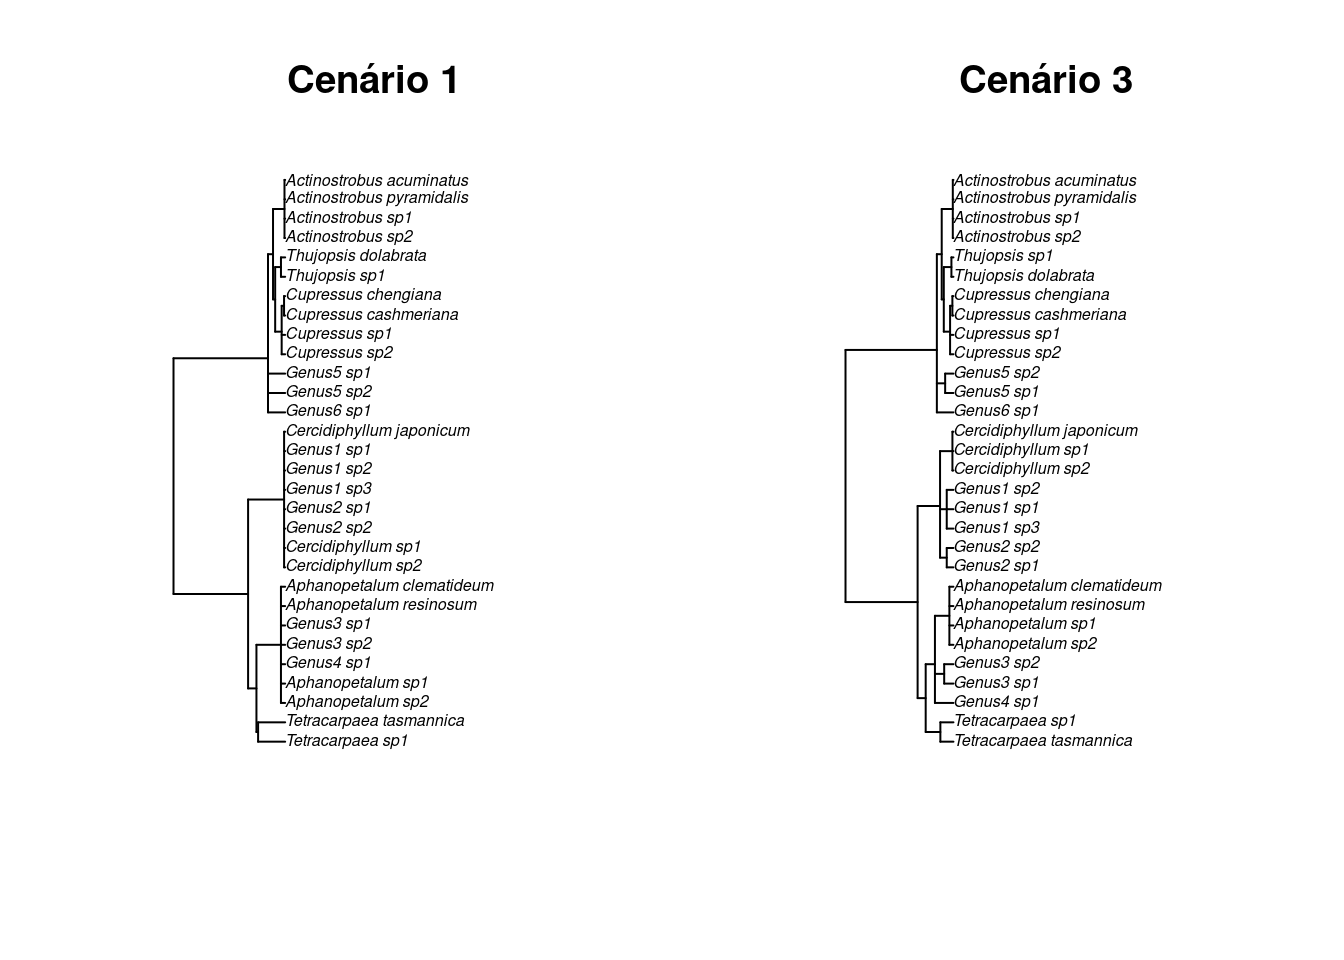 Cenário 1
Actinostrobus acuminatus
Actinostrobus pyramidalis
Actinostrobus sp1
Actinostrobus sp2
Thujopsis dolabrata
Thujopsis sp1
Cupressus chengiana
Cupressus cashmeriana
Cupressus sp1
Cupressus sp2
Genus5 sp1
Genus5 sp2
Genus6 sp1
Cercidiphyllum japonicum
Genus1 sp1
Genus1 sp2
Genus1 sp3
Genus2 sp1
Genus2 sp2
Cercidiphyllum sp1
Cercidiphyllum sp2
Aphanopetalum clematideum
Aphanopetalum resinosum
Genus3 sp1
Genus3 sp2
Genus4 sp1
Aphanopetalum sp1
Aphanopetalum sp2
Tetracarpaea tasmannica
Tetracarpaea sp1
Cenário 3
Actinostrobus acuminatus
Actinostrobus pyramidalis
Actinostrobus sp1
Actinostrobus sp2
Thujopsis sp1
Thujopsis dolabrata
Cupressus chengiana
Cupressus cashmeriana
Cupressus sp1
Cupressus sp2
Genus5 sp2
Genus5 sp1
Genus6 sp1
Cercidiphyllum japonicum
Cercidiphyllum sp1
Cercidiphyllum sp2
Genus1 sp2
Genus1 sp1
Genus1 sp3
Genus2 sp2
Genus2 sp1
Aphanopetalum clematideum
Aphanopetalum resinosum
Aphanopetalum sp1
Aphanopetalum sp2
Genus3 sp2
Genus3 sp1
Genus4 sp1
Tetracarpaea sp1
Tetracarpaea tasmannica